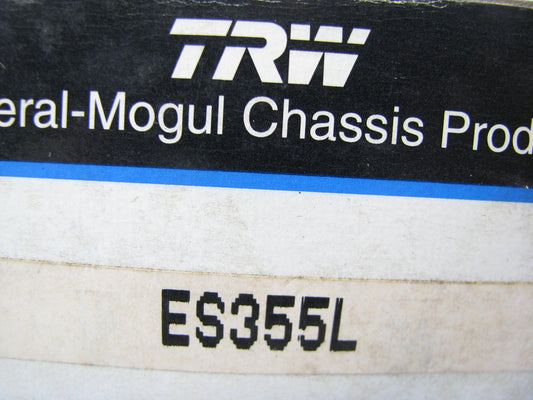 TRW
eral-Mogul Chassis Prod
ES355L